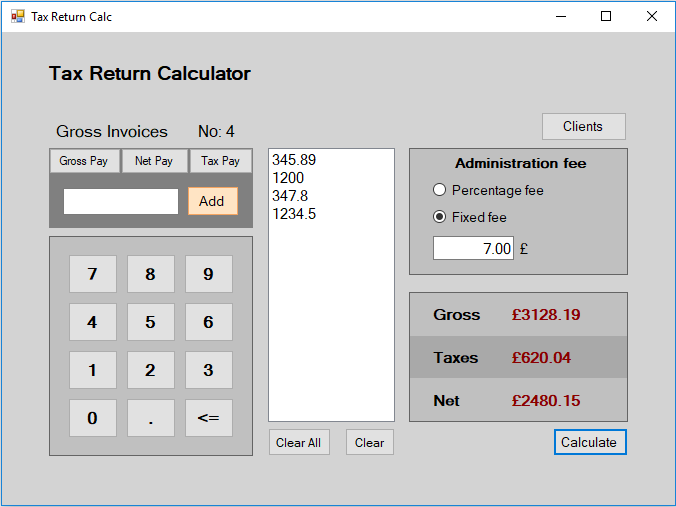 Tax Return Calc
Tax Return Calculator
Gross Invoices No: 4
Clients
Gross Pay Net Pay Tax Pay
Add
345.89
1200
347.8
1234.5
Administration fee
Percentage fee
Fixed fee
7.00 £
7 8 9
4 5 6
1 2 3
0 . <=
Gross £3128.19
Taxes £620.04
Net £2480.15
Clear All Clear Calculate